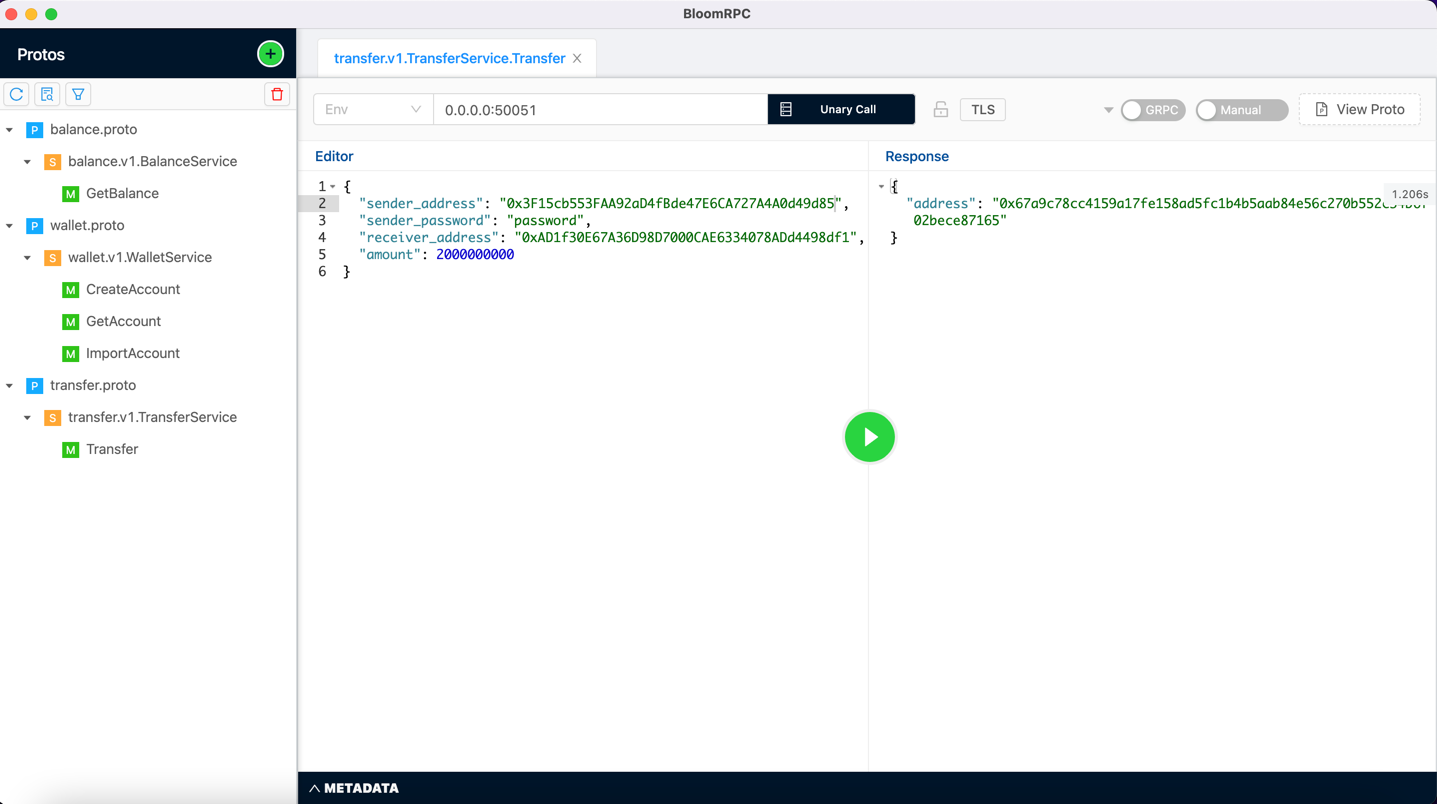 BloomRPC
Protos
transfer.v1.TransferService.Transfer
Env
0.0.0.0:50051
Unary Call
TLS
GRPC
Manual
View Proto
P balance.proto
S balance.v1.BalanceService
M GetBalance
P wallet.proto
S wallet.v1.WalletService
M CreateAccount
M GetAccount
M ImportAccount
P transfer.proto
S transfer.v1.TransferService
M Transfer
Editor
1 {
2 "sender_address": "0x3F15cb553FAA92aD4fBde47E6CA727A4A0d49d85",
3 "sender_password": "password",
4 "receiver_address": "0xAD1f30E67A36D98D7000CAE6334078ADd4498df1",
5 "amount": 2000000000
6 }
Response
1.206s
{
"address":
02bece87165"
}
METADATA